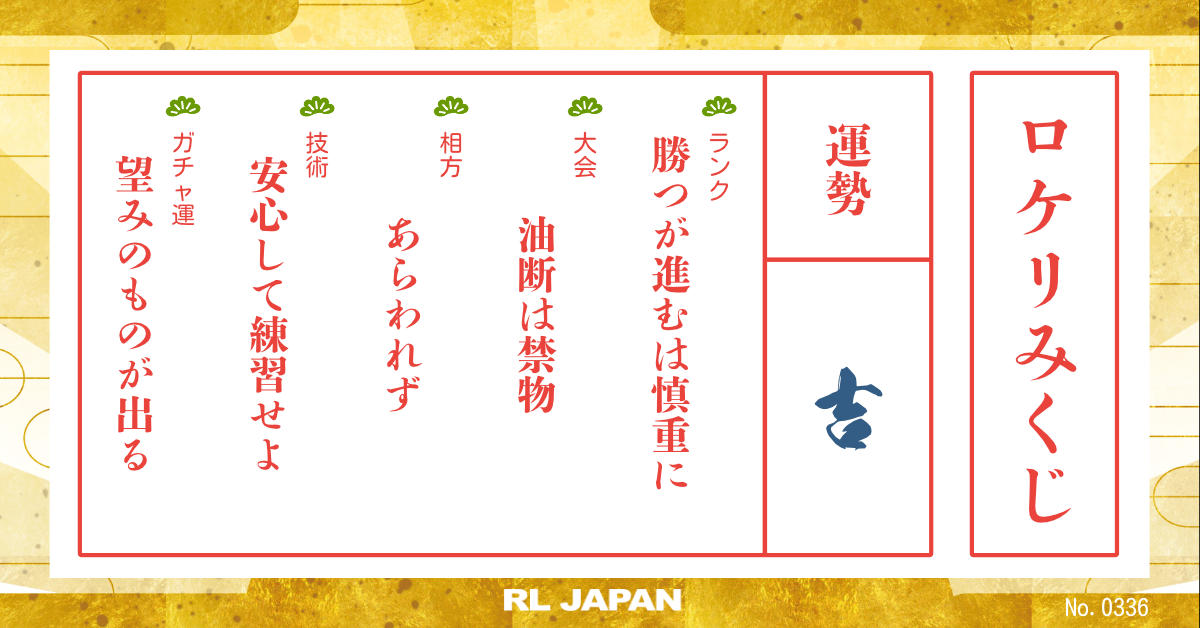 ロケリみくじ
運勢
吉
ランク
勝つが進むは慎重に
大会
油断は禁物
相方
あらわれず
技術
安心して練習せよ
ガチャ運
望みのものが出る
RL JAPAN
No. 0336